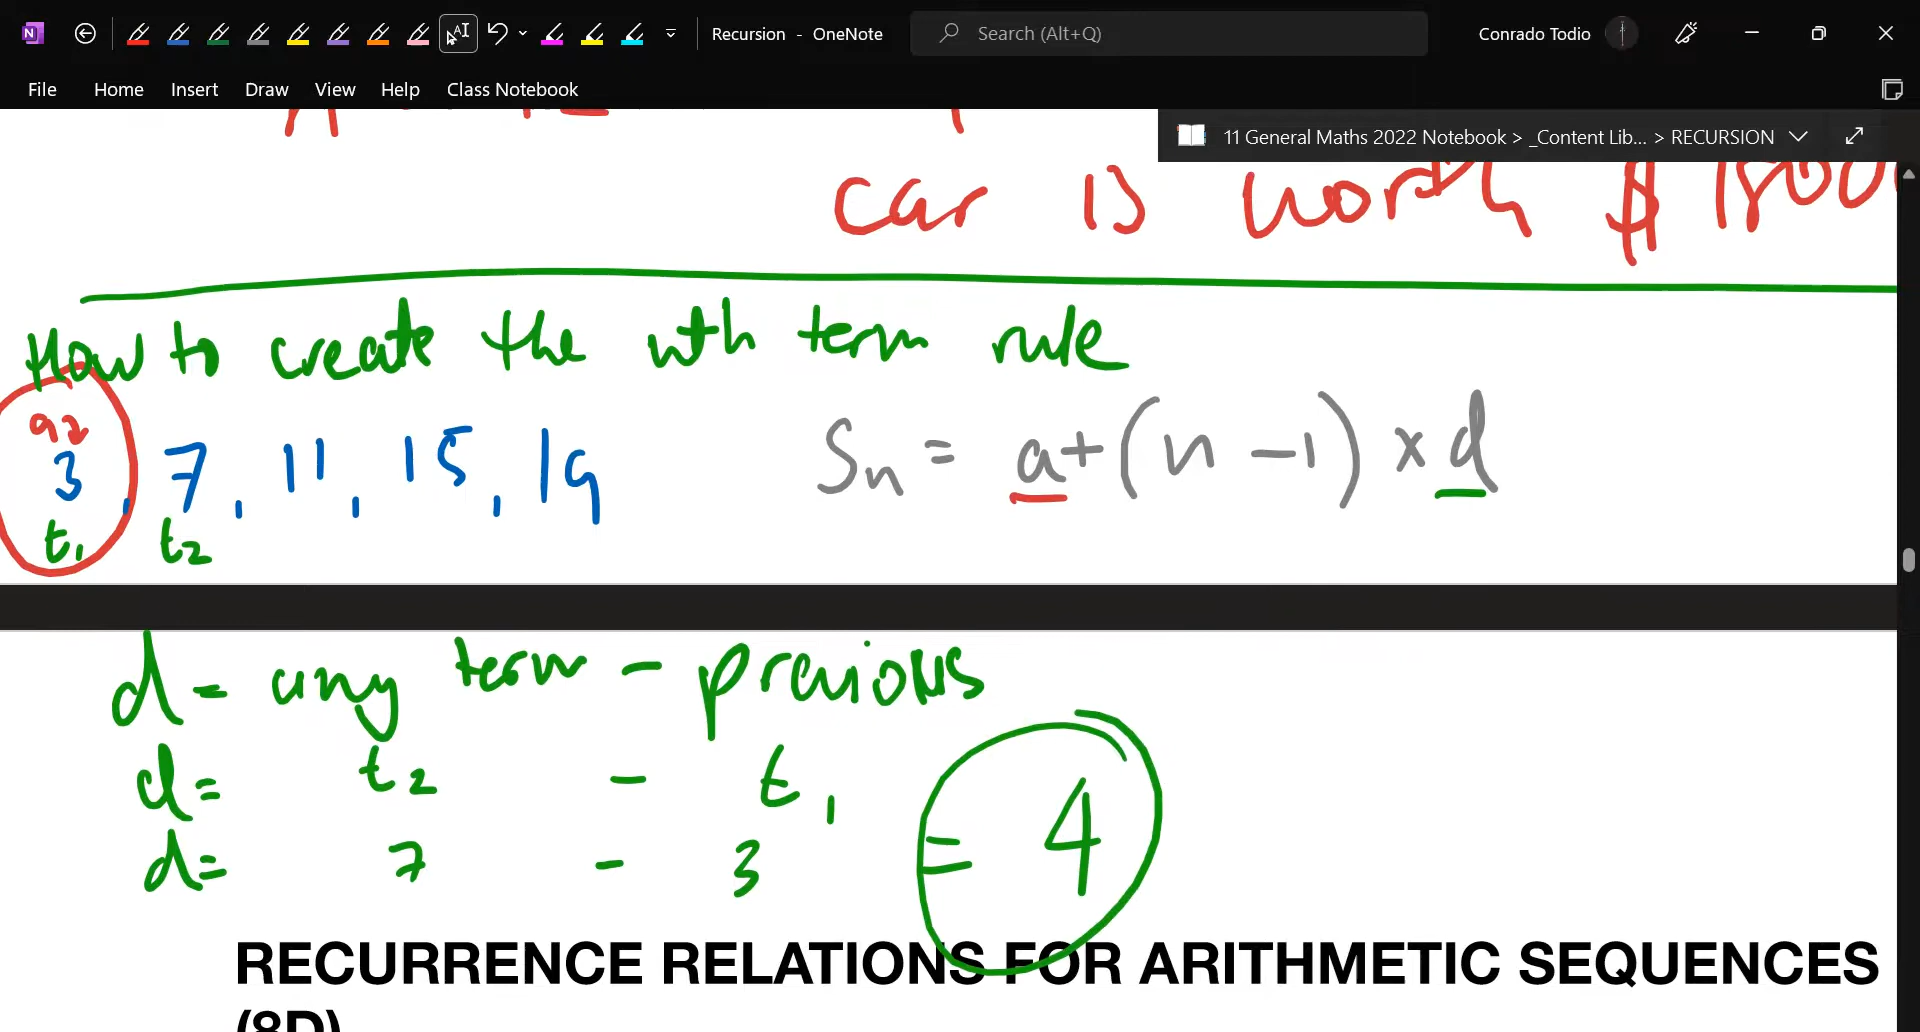 Recursion - OneNote
Search (Alt+Q)
Conrado Todio
File Home Insert Draw View Help Class Notebook
11 General Maths 2022 Notebook > _Content Lib... > RECURSION
car is worth $ 1800
How to create the nth term rule
a=
3, 7, 11, 15, 19
t1 t2
Sn = a+(n-1) x d
d= any term - previous
d= t2 - t1
d= 7 - 3 = 4
RECURRENCE RELATIONS FOR ARITHMETIC SEQUENCES
(8D)